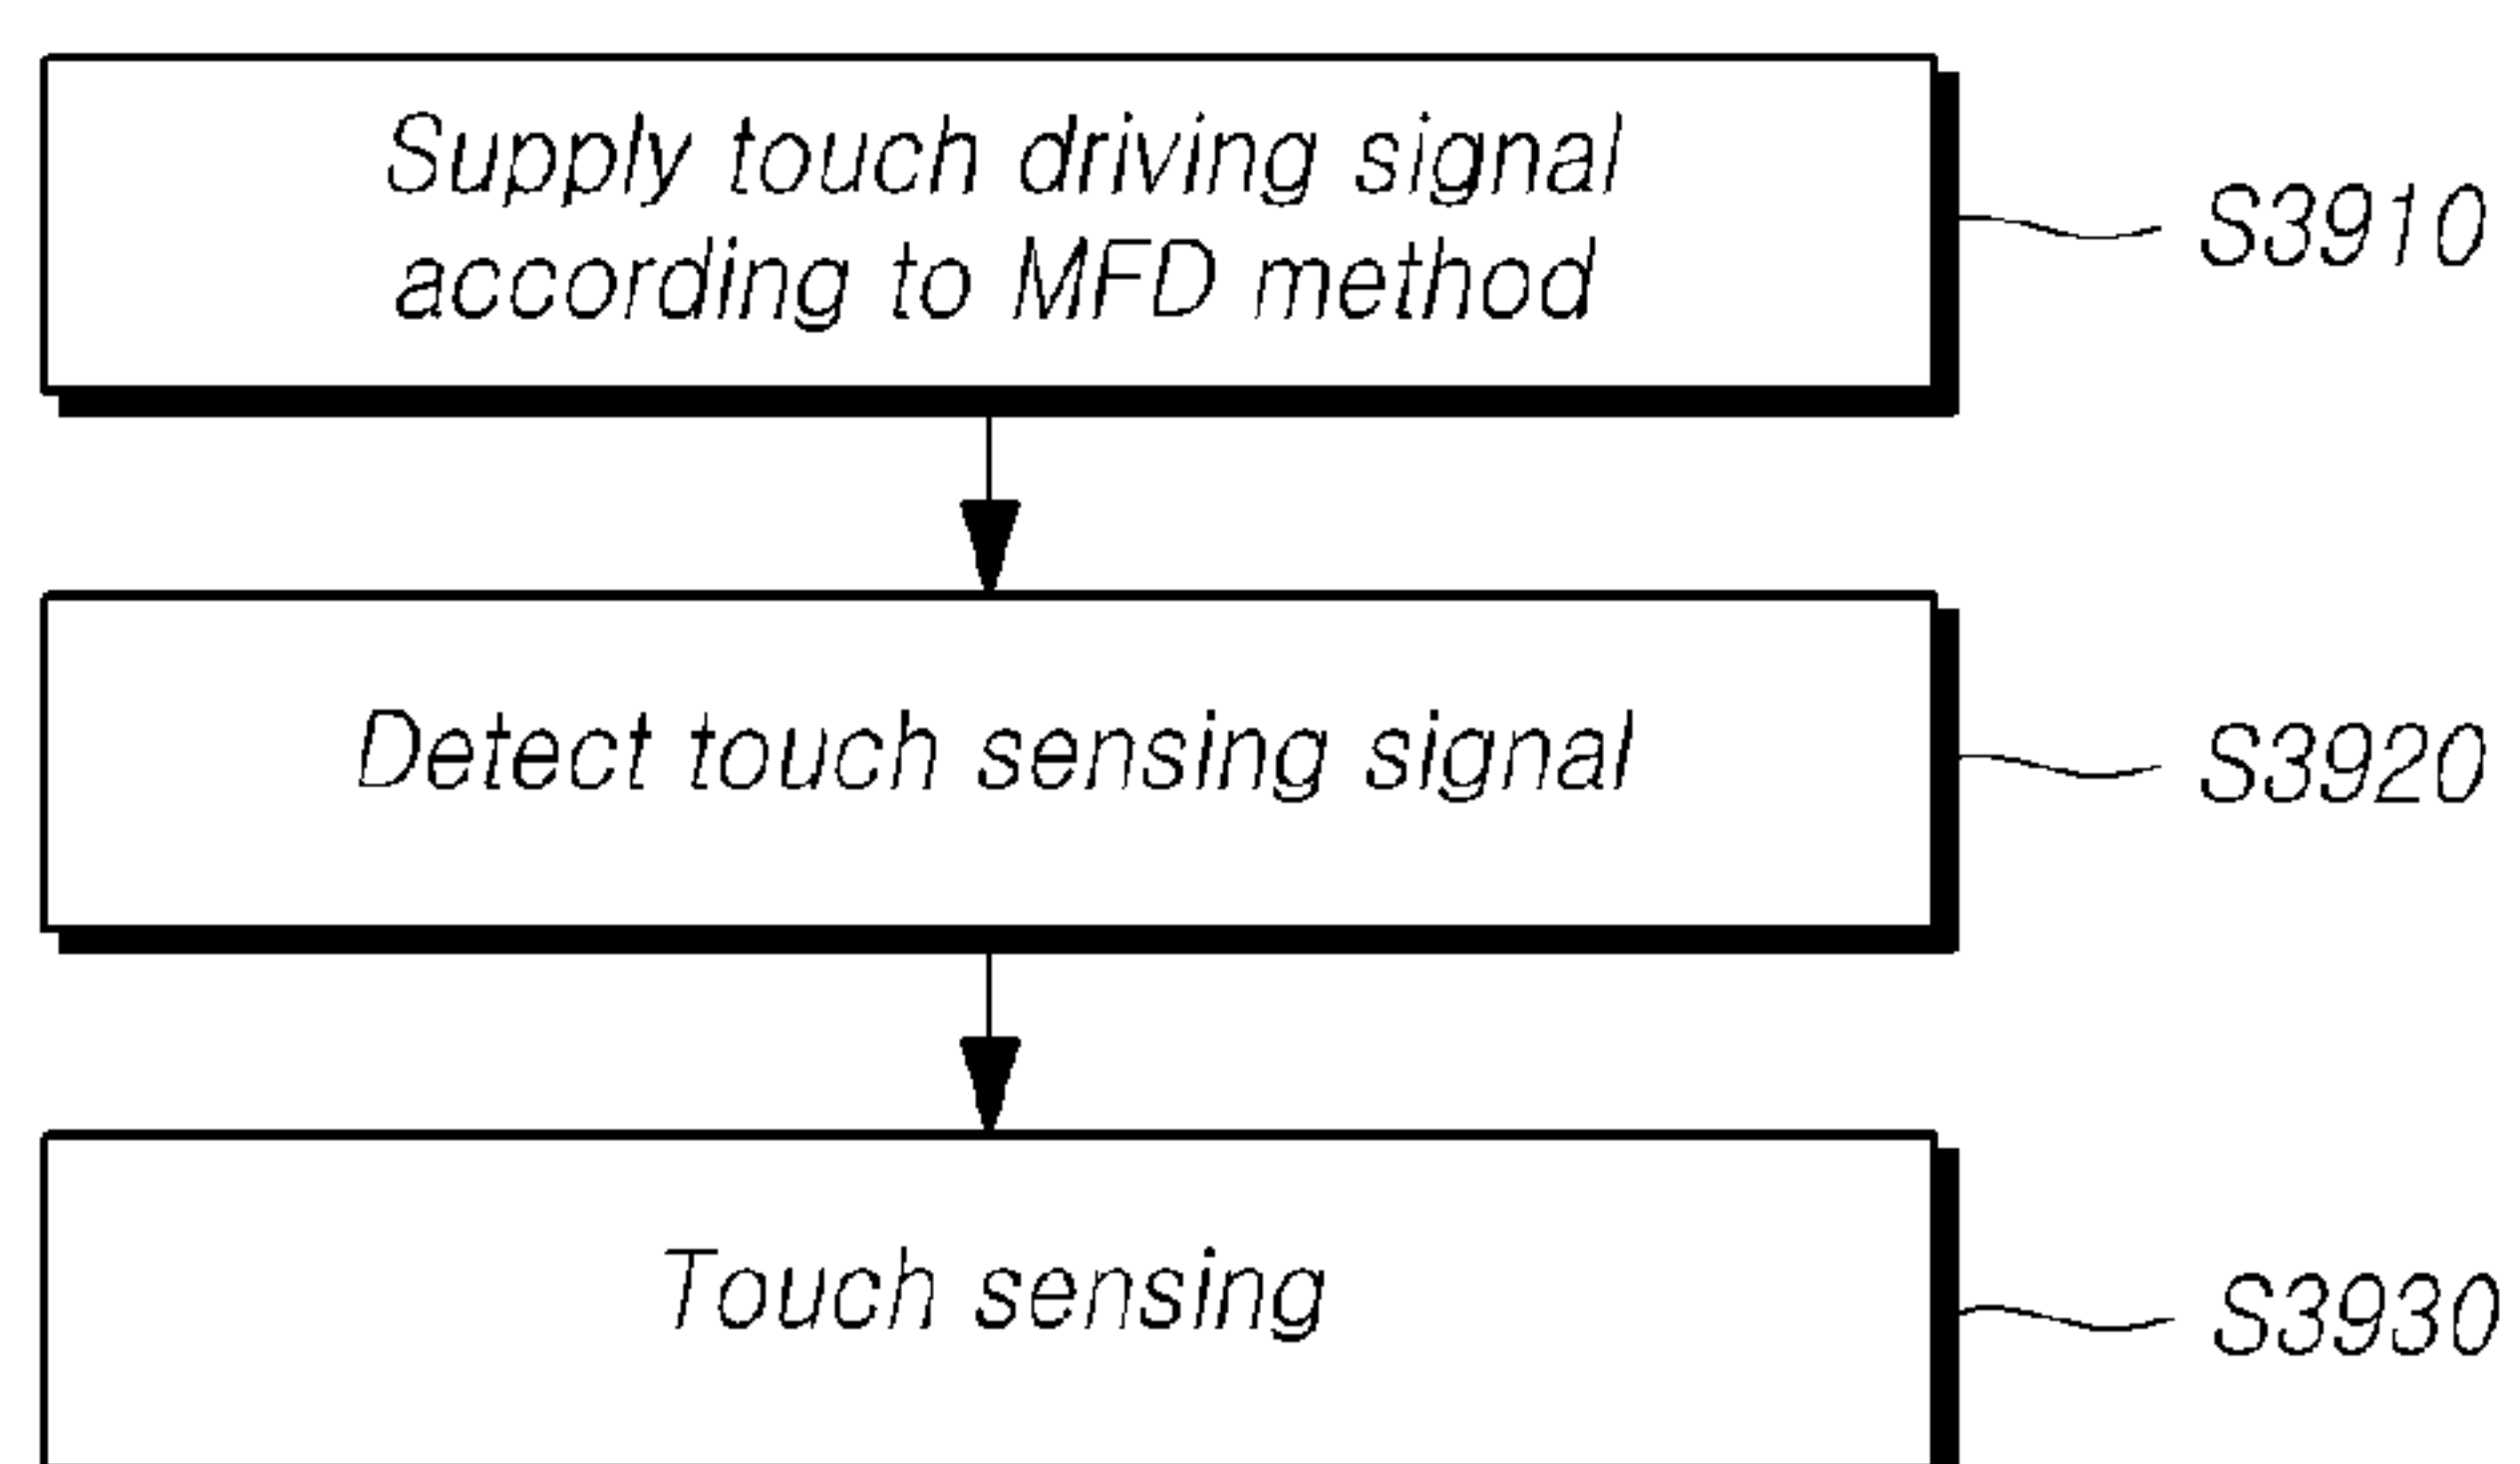 Supply touch driving signal
according to MFD method
S3910
Detect touch sensing signal
S3920
Touch sensing
S3930